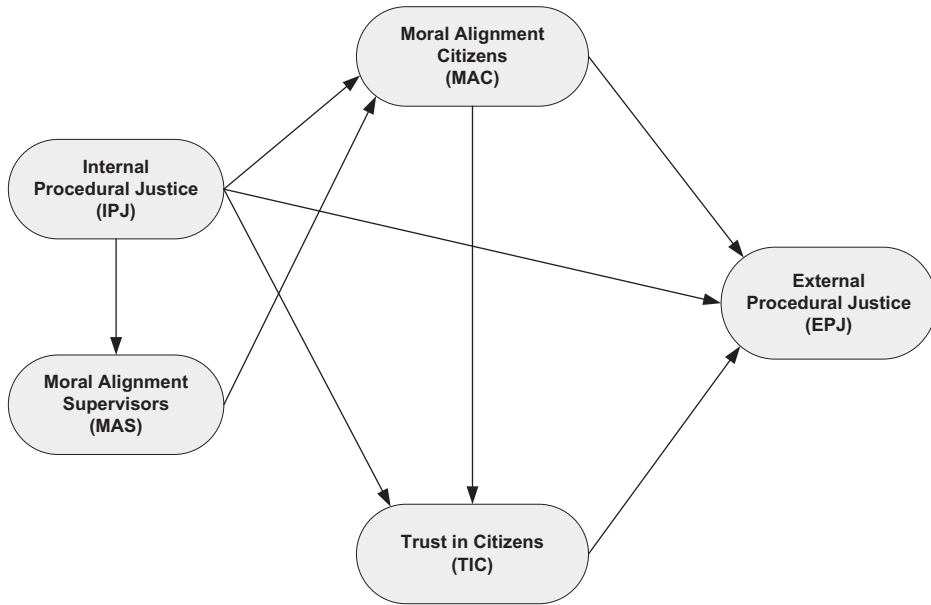 Moral Alignment
Citizens
(MAC)
Internal
Procedural Justice
(IPJ)
External
Procedural Justice
(EPJ)
Moral Alignment
Supervisors
(MAS)
Trust in Citizens
(TIC)